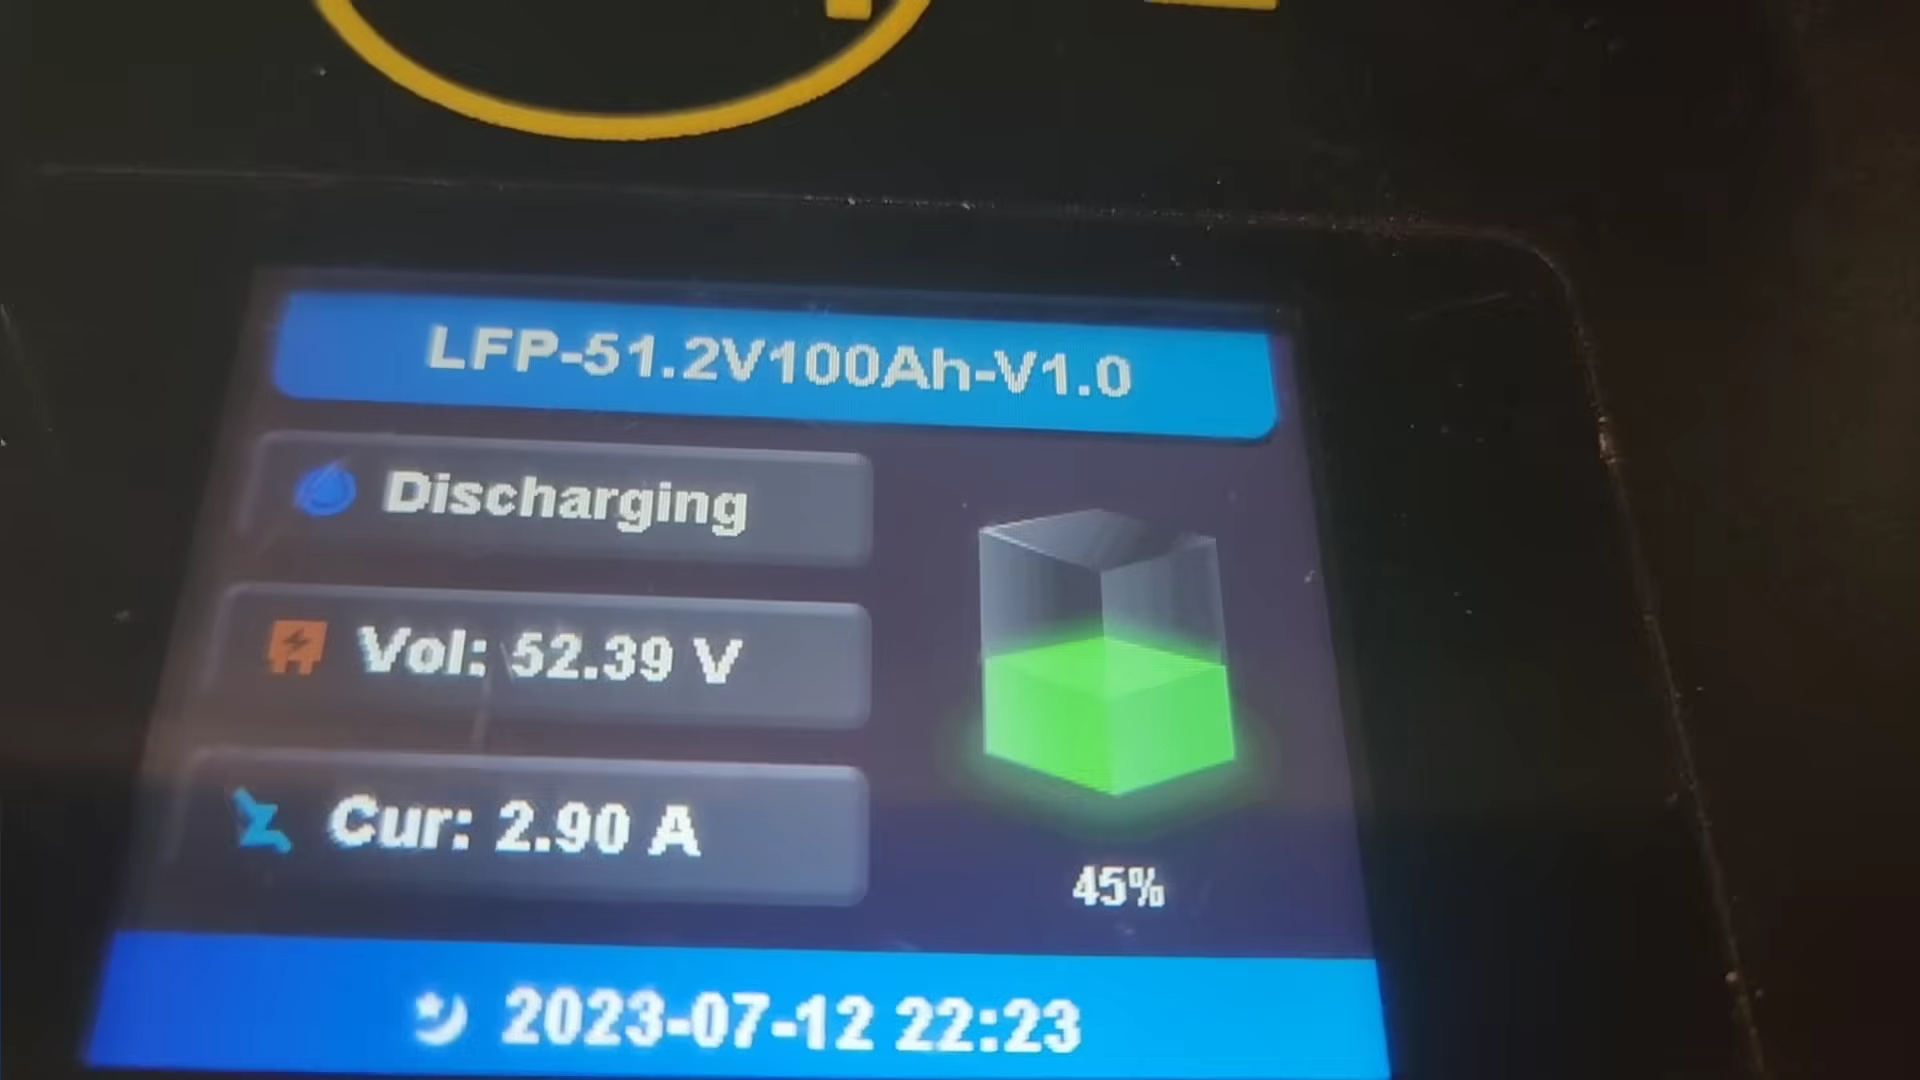 LFP-51.2V100Ah-V1.0
Discharging
Vol: 52.39 V
Cur: 2.90 A
45%
2023-07-12 22:23